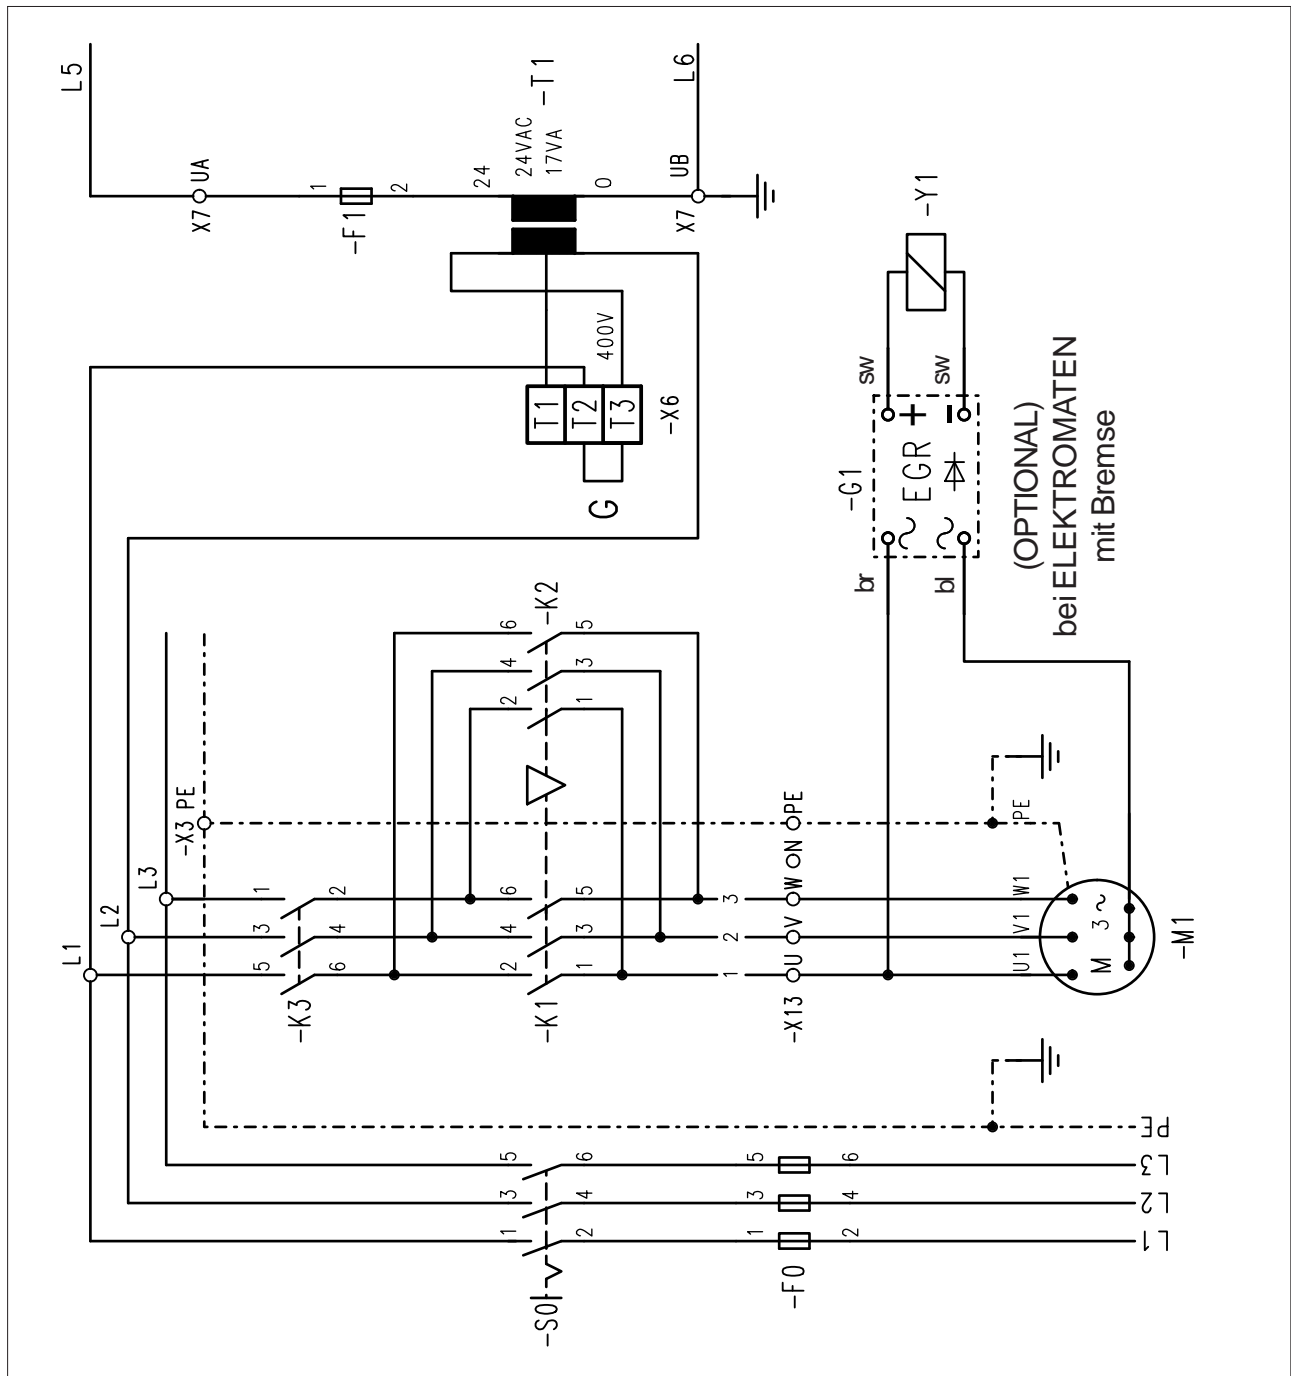 L5
L6
X7
UA
1
-F1
2
24
24VAC
17VA
-T1
0
X7
UB
-Y1
400V
T1
T2
T3
-X6
G
sw
sw
+
-
-G1
EGR
~
~
br
bl
(OPTIONAL)
bei ELEKTROMATEN
mit Bremse
-K2
6
5
4
3
2
1
-X3 PE
L1
L2
L3
1
2
3
4
5
6
-K3
6
5
4
3
2
1
-K1
3
2
1
-X13
U
V
W
N
PE
PE
W1
V1
U1
M
3 ~
-M1
PE
L3
L2
L1
5
6
3
4
1
2
-S0
5
6
3
4
1
2
-F0